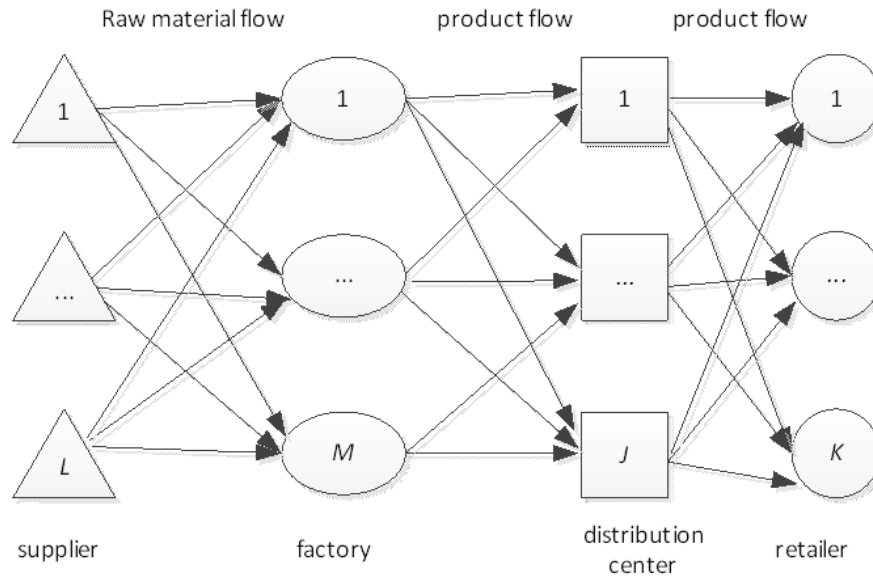 Raw material flow product flow product flow
1 1 1 1
... ... ... ...
L M J K
supplier factory distribution center retailer